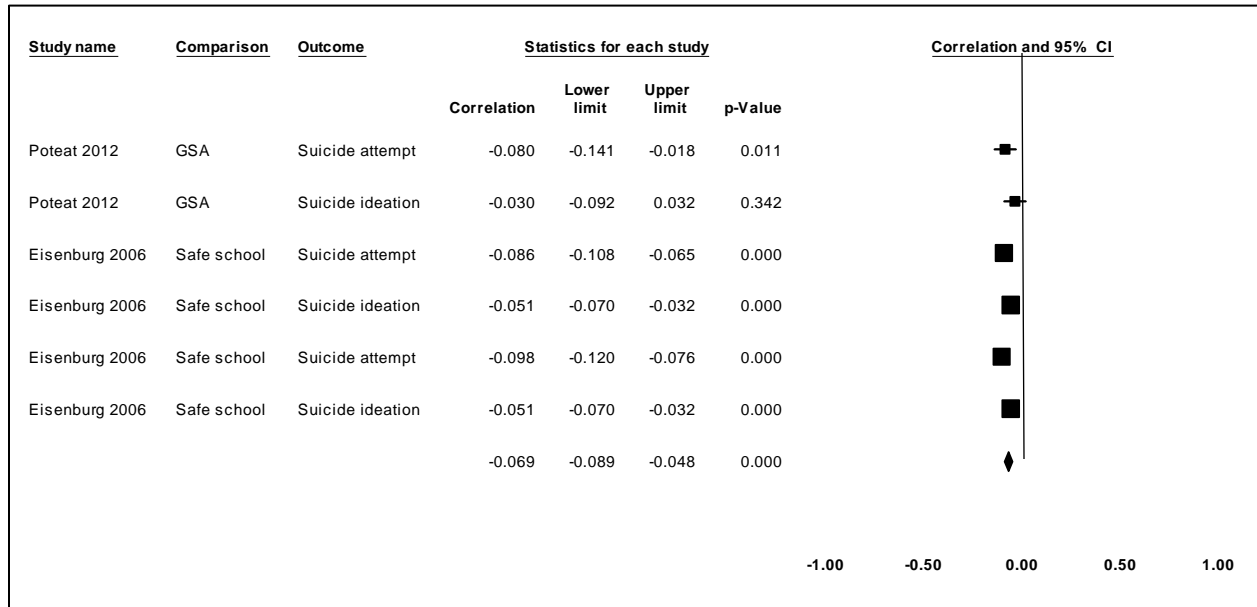 Study name Comparison Outcome Statistics for each study Correlation and 95% CI
Lower Upper
Correlation limit limit p-Value
Poteat 2012 GSA Suicide attempt -0.080 -0.141 -0.018 0.011
Poteat 2012 GSA Suicide ideation -0.030 -0.092 0.032 0.342
Eisenburg 2006 Safe school Suicide attempt -0.086 -0.108 -0.065 0.000
Eisenburg 2006 Safe school Suicide ideation -0.051 -0.070 -0.032 0.000
Eisenburg 2006 Safe school Suicide attempt -0.098 -0.120 -0.076 0.000
Eisenburg 2006 Safe school Suicide ideation -0.051 -0.070 -0.032 0.000
-0.069 -0.089 -0.048 0.000
-1.00 -0.50 0.00 0.50 1.00